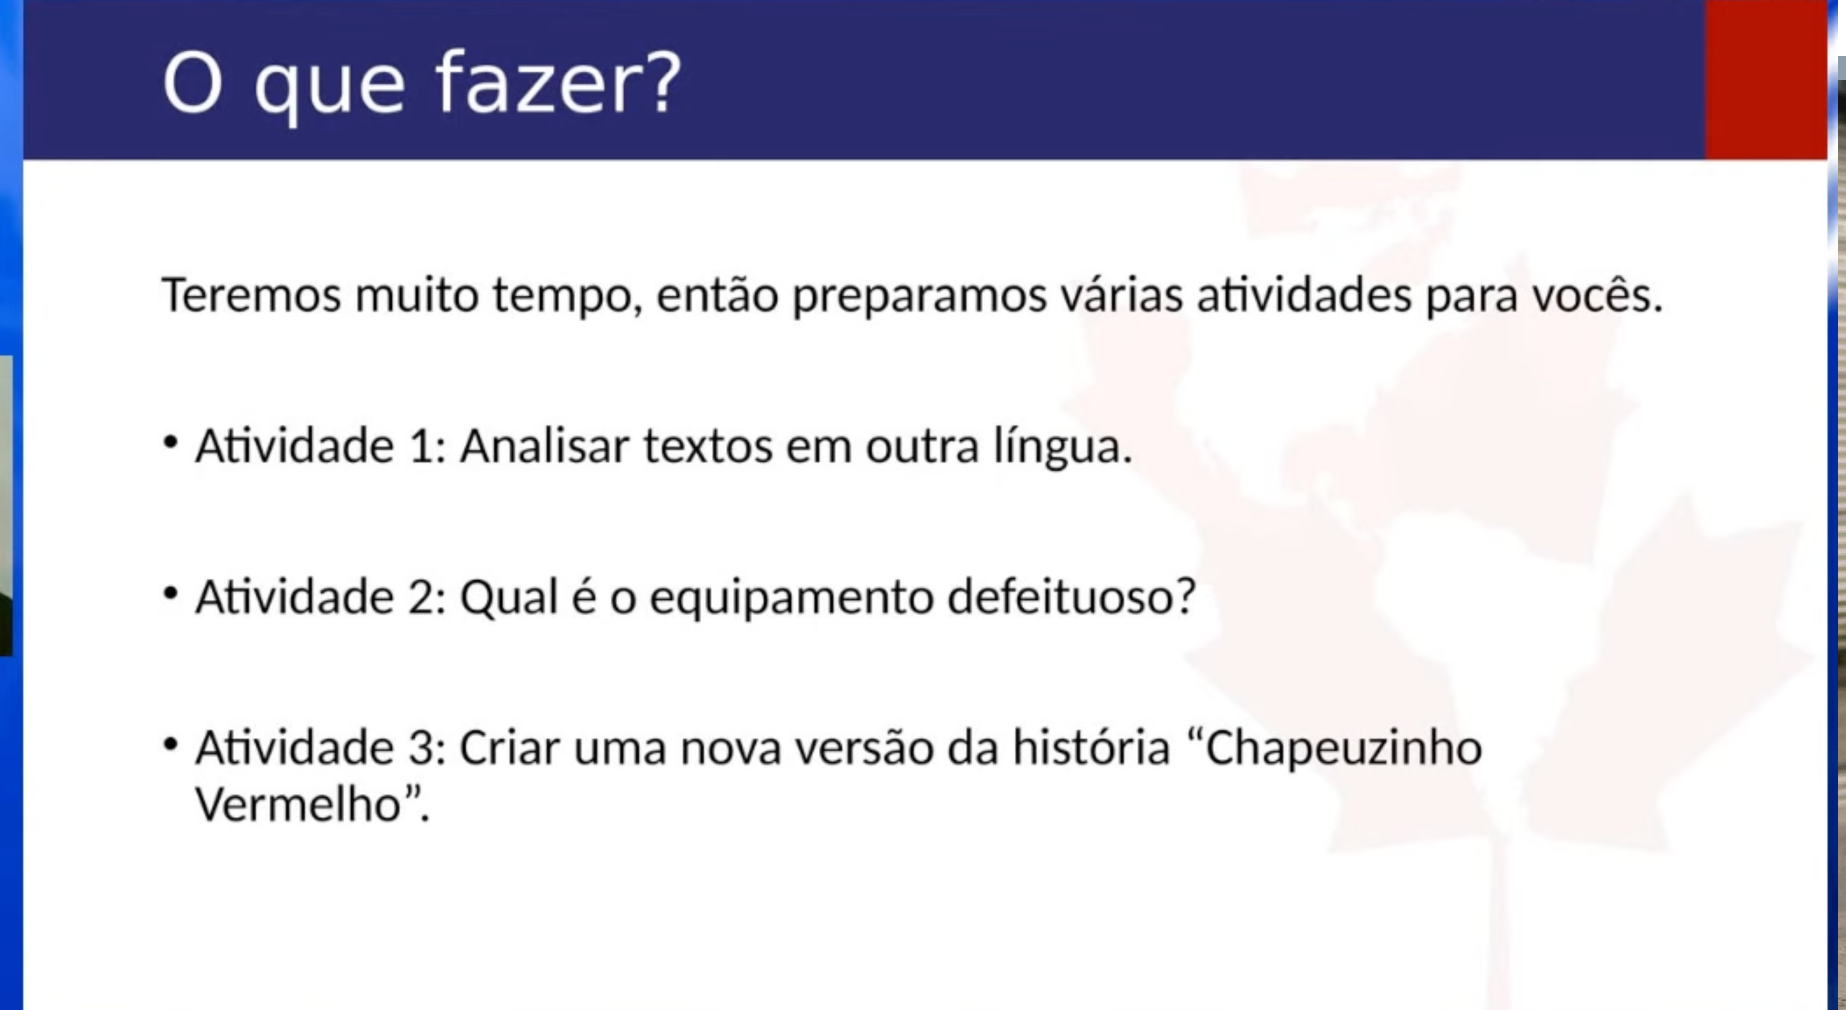 O que fazer?
Teremos muito tempo, então preparamos várias atividades para vocês.
• Atividade 1: Analisar textos em outra língua.
• Atividade 2: Qual é o equipamento defeituoso?
• Atividade 3: Criar uma nova versão da história “Chapeuzinho
Vermelho”.